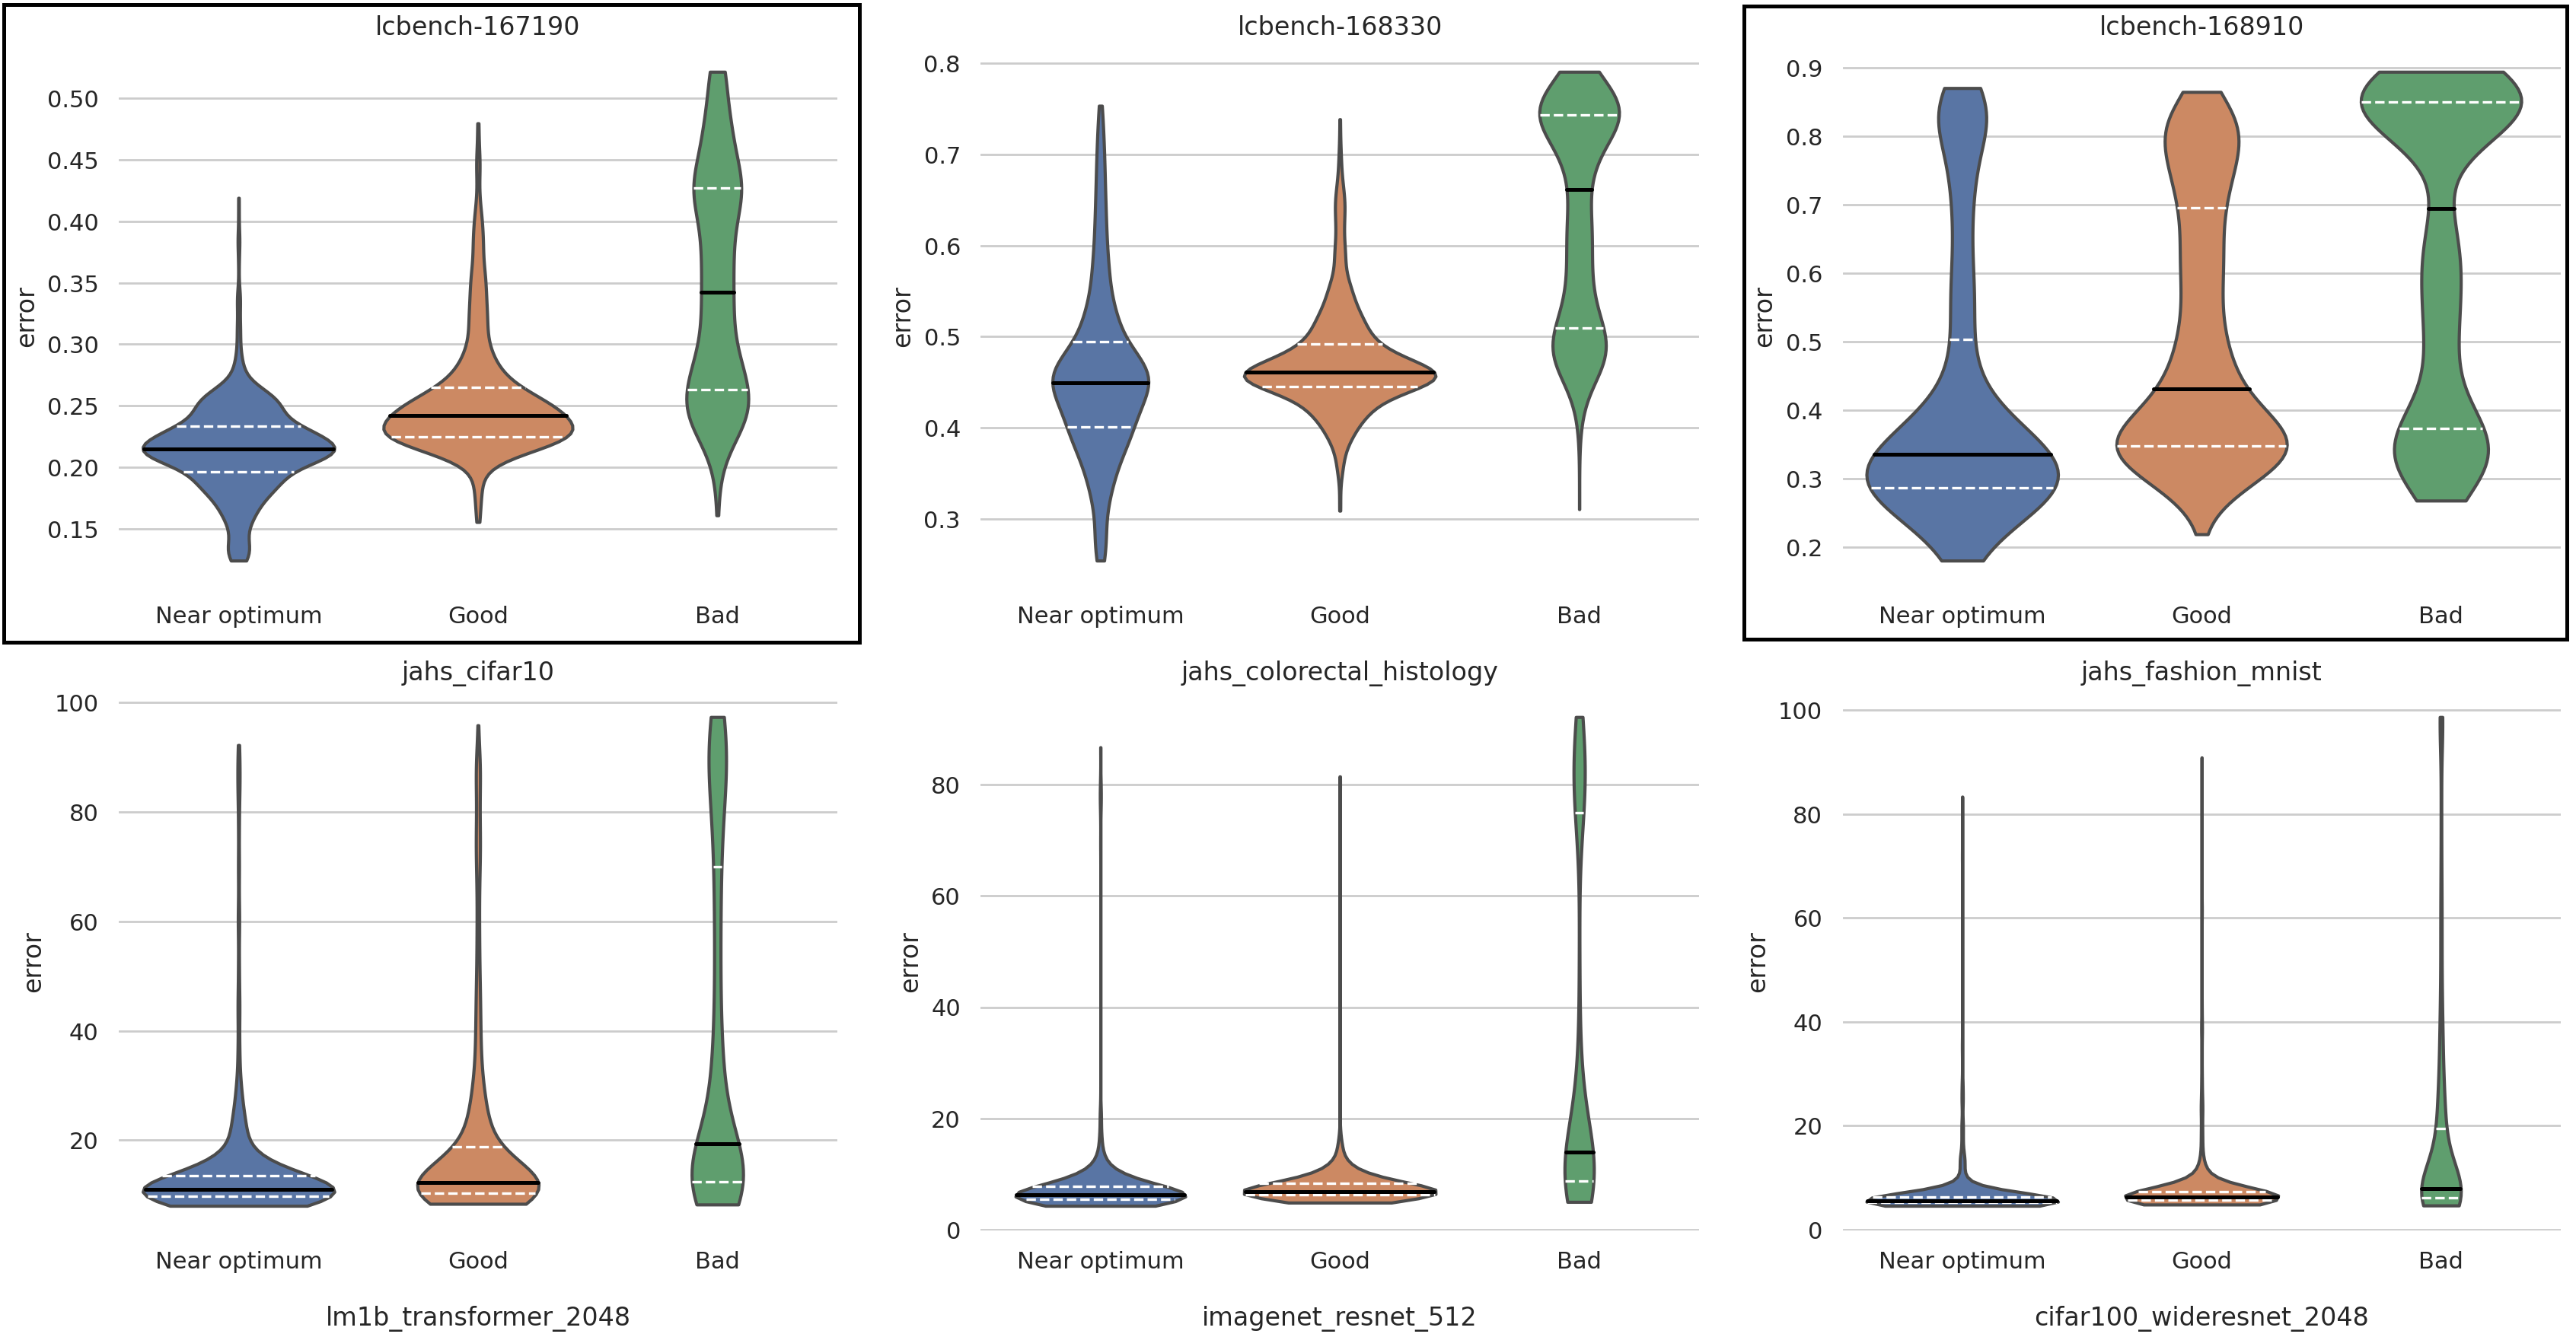 lcbench-167190
lcbench-168330
lcbench-168910
error
0.50
0.45
0.40
0.35
0.30
0.25
0.20
0.15
Near optimum
Good
Bad
error
0.8
0.7
0.6
0.5
0.4
0.3
Near optimum
Good
Bad
error
0.9
0.8
0.7
0.6
0.5
0.4
0.3
0.2
Near optimum
Good
Bad
jahs_cifar10
jahs_colorectal_histology
jahs_fashion_mnist
error
100
80
60
40
20
Near optimum
Good
Bad
error
80
60
40
20
0
Near optimum
Good
Bad
error
100
80
60
40
20
0
Near optimum
Good
Bad
lm1b_transformer_2048
imagenet_resnet_512
cifar100_wideresnet_2048